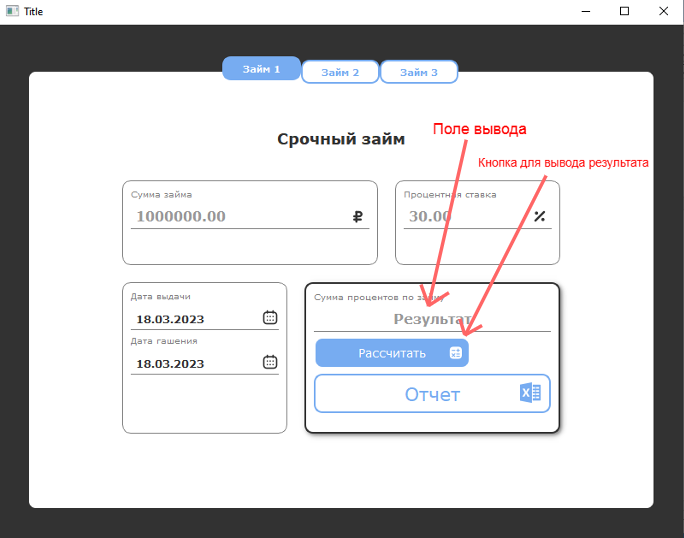 Title
Займ 1
Займ 2
Займ 3
Поле вывода
Срочный займ
Кнопка для вывода результата
Сумма займа
1000000.00
₽
Процентная ставка
30.00
%
Дата выдачи
18.03.2023
Дата гашения
18.03.2023
Сумма процентов по займу
Результат
Рассчитать
Отчет
X